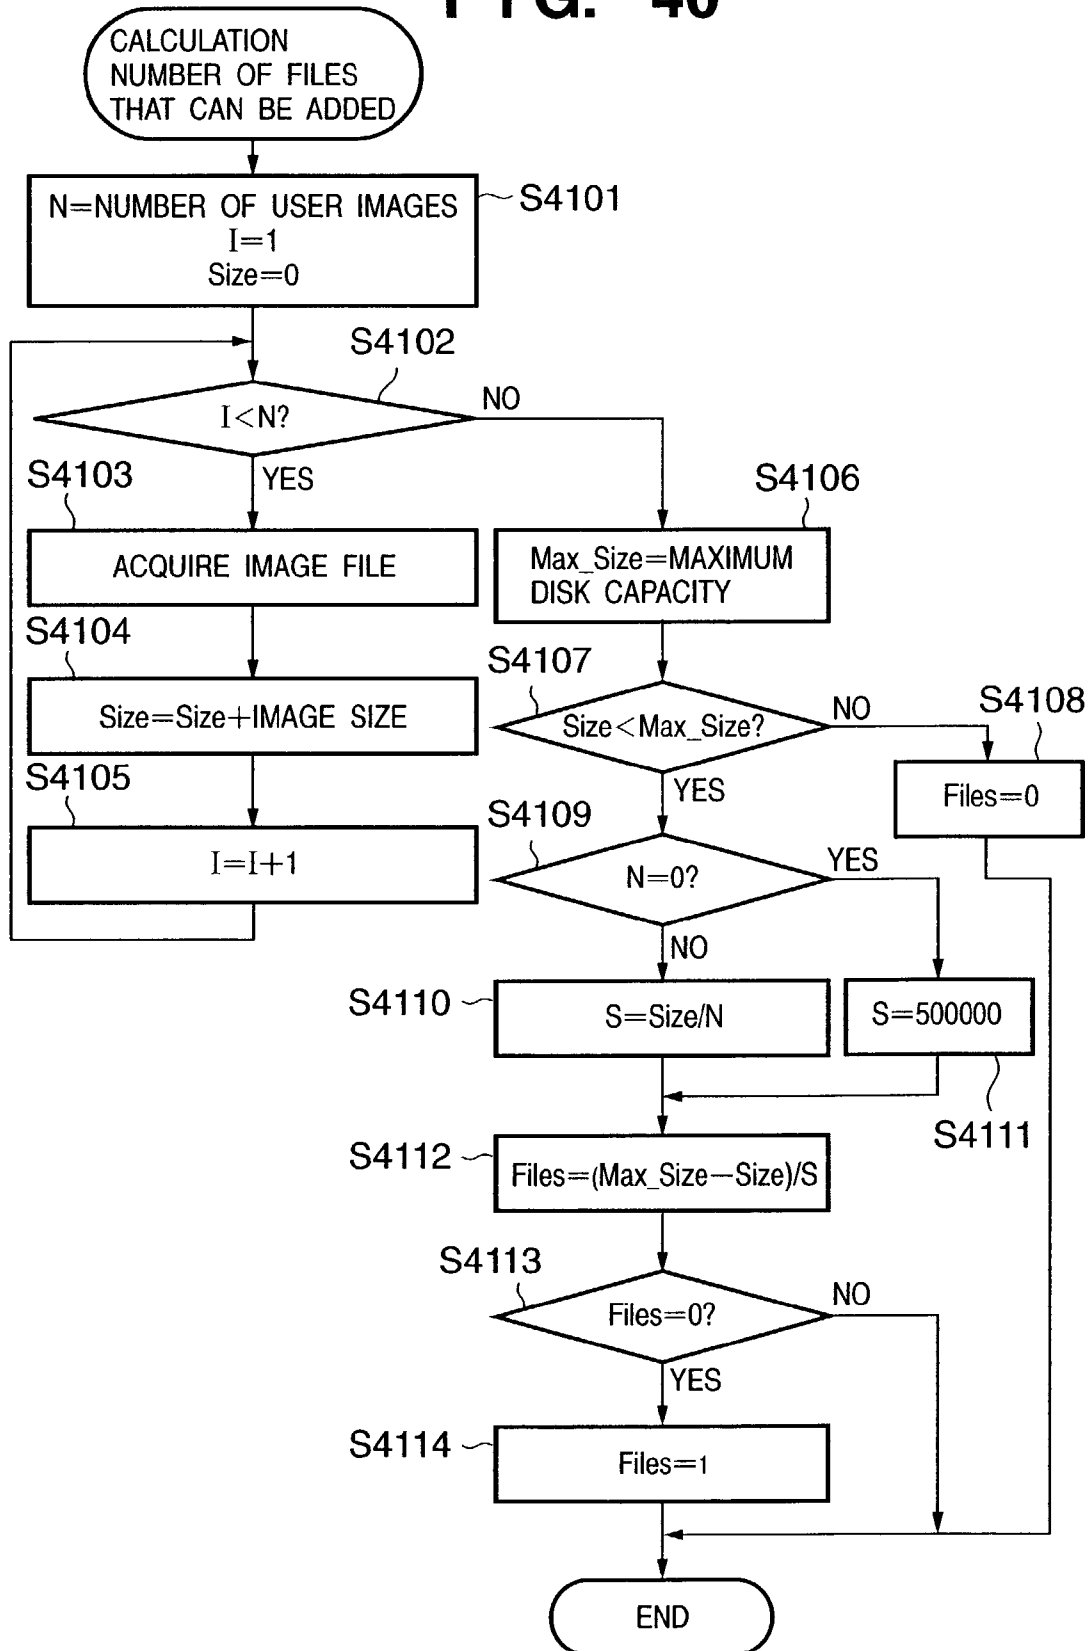 FIG. 40
CALCULATION
NUMBER OF FILES
THAT CAN BE ADDED
N=NUMBER OF USER IMAGES
I=1
Size=0
S4101
S4102
I<N?
NO
YES
S4103
ACQUIRE IMAGE FILE
S4104
Size=Size+IMAGE SIZE
S4105
I=I+1
S4106
Max_Size=MAXIMUM
DISK CAPACITY
S4107
Size<Max_Size?
NO
YES
S4108
Files=0
S4109
N=0?
YES
NO
S4110
S=Size/N
S=500000
S4111
S4112
Files=(Max_Size−Size)/S
S4113
Files=0?
NO
YES
S4114
Files=1
END